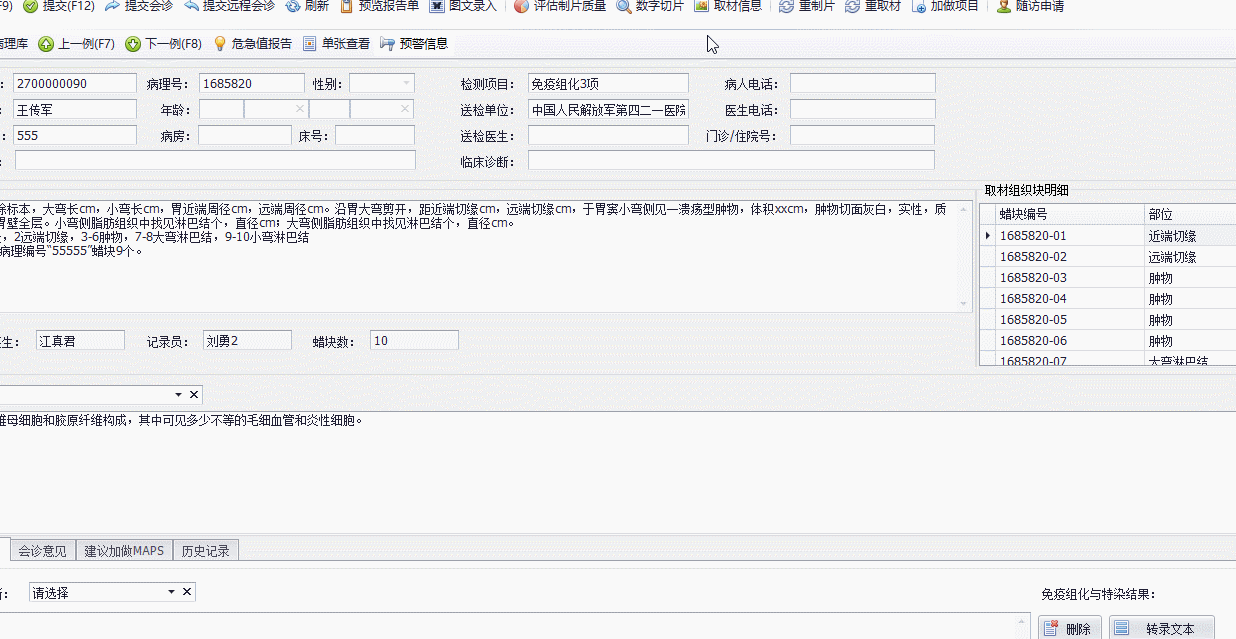 F9) 提交(F12) 提交会诊 提交远程会诊 刷新 预览报告单 图文录入 评估制片质量 数字切片 取材信息 重制片 重取材 加做项目 随访申请
病理库 上一例(F7) 下一例(F8) 危急值报告 单张查看 预警信息
: 2700000090 病理号: 1685820 性别: 检测项目: 免疫组化3项 病人电话:
王传军 年龄: 送检单位: 中国人民解放军第四二一医院 医生电话:
: 555 病房: 床号: 送检医生: 门诊/住院号:
: 临床诊断:
取材组织块明细
除标本，大弯长cm，小弯长cm，胃近端周径cm，远端周径cm。沿胃大弯剪开，距近端切缘cm，远端切缘cm，于胃窦小弯侧见一溃疡型肿物，体积xxcm，肿物切面灰白，实性，质
胃壁全层。小弯侧脂肪组织中找见淋巴结个，直径cm；大弯侧脂肪组织中找见淋巴结个，直径cm。
，2远端切缘，3-6肿物，7-8大弯淋巴结，9-10小弯淋巴结
病理编号“55555”蜡块9个。
蜡块编号 部位
1685820-01 近端切缘
1685820-02 远端切缘
1685820-03 肿物
1685820-04 肿物
1685820-05 肿物
1685820-06 肿物
1685820-07 大弯淋巴结
生: 江真君 记录员: 刘勇2 蜡块数: 10
维母细胞和胶原纤维构成，其中可见多少不等的毛细血管和炎性细胞。
会诊意见 建议加做MAPS 历史记录
: 请选择 免疫组化与特染结果:
删除 转录文本